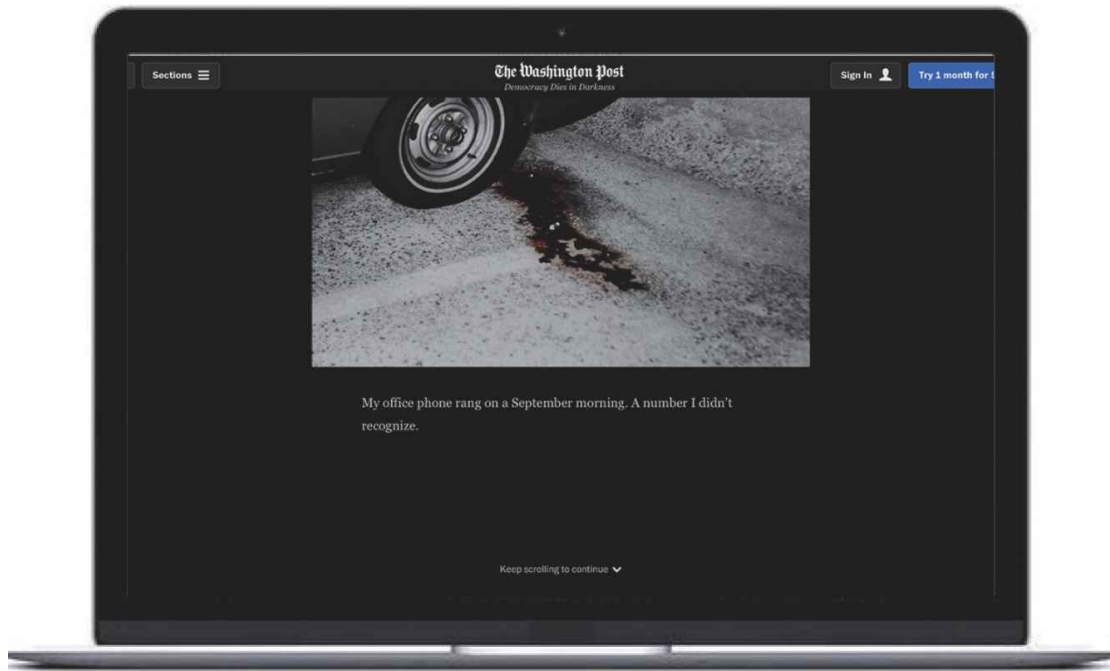 Sections
The Washington Post
Democracy Dies in Darkness
Sign In
Try 1 month for
My office phone rang on a September morning. A number I didn't
recognize.
Keep scrolling to continue